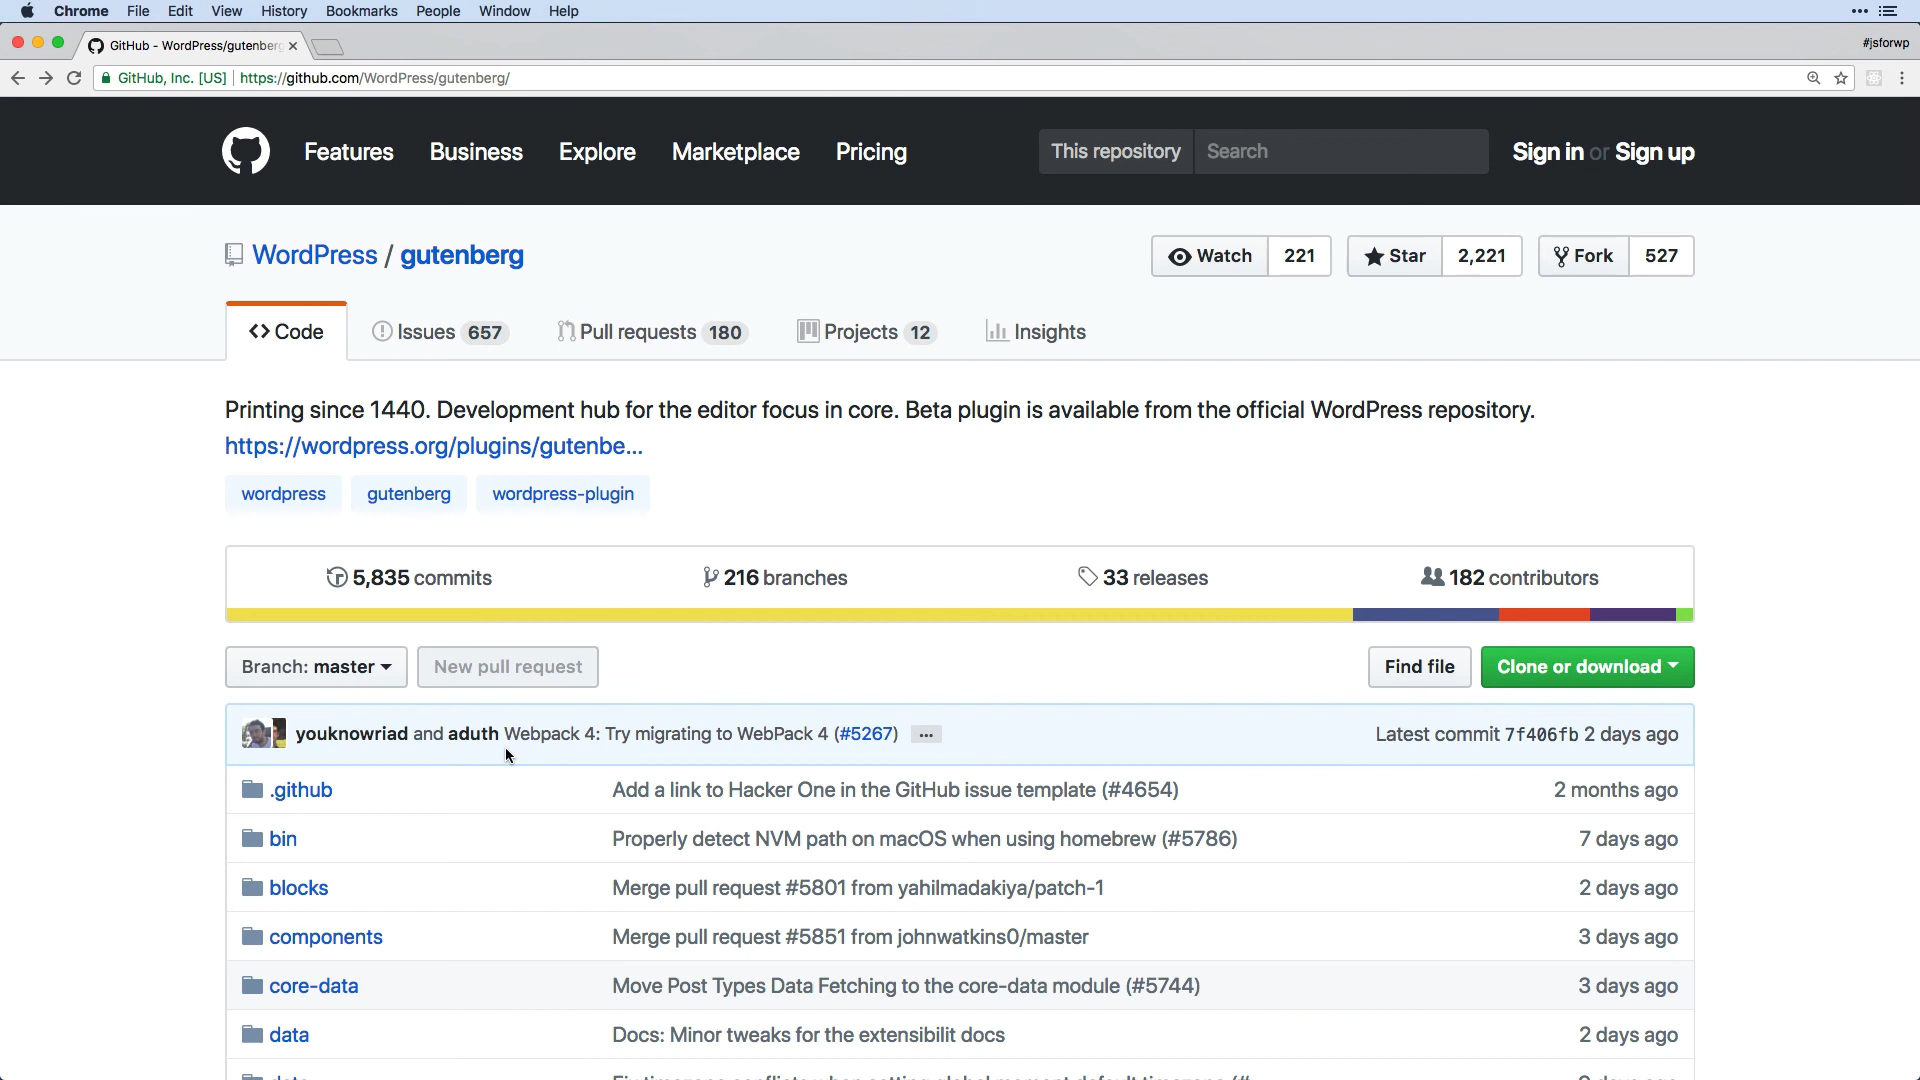 Chrome File Edit View History Bookmarks People Window Help
GitHub - WordPress/gutenberg
#jsforwp
GitHub, Inc. [US] https://github.com/WordPress/gutenberg/
Features Business Explore Marketplace Pricing This repository Search Sign in or Sign up
WordPress / gutenberg Watch 221 Star 2,221 Fork 527
<> Code Issues 657 Pull requests 180 Projects 12 Insights
Printing since 1440. Development hub for the editor focus in core. Beta plugin is available from the official WordPress repository.
https://wordpress.org/plugins/gutenbe...
wordpress gutenberg wordpress-plugin
5,835 commits 216 branches 33 releases 182 contributors
Branch: master New pull request Find file Clone or download
youknowriad and aduth Webpack 4: Try migrating to WebPack 4 (#5267) ... Latest commit 7f406fb 2 days ago
.github Add a link to Hacker One in the GitHub issue template (#4654) 2 months ago
bin Properly detect NVM path on macOS when using homebrew (#5786) 7 days ago
blocks Merge pull request #5801 from yahilmadakiya/patch-1 2 days ago
components Merge pull request #5851 from johnwatkins0/master 3 days ago
core-data Move Post Types Data Fetching to the core-data module (#5744) 3 days ago
data Docs: Minor tweaks for the extensibilit docs 2 days ago